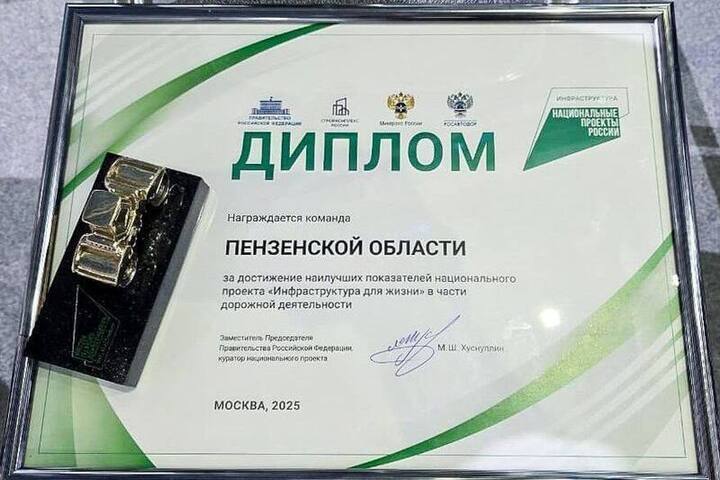 ПРАВИТЕЛЬСТВО
РОССИЙСКОЙ ФЕДЕРАЦИИ
СТРОЙКОМПЛЕКС
РОССИИ
Минтранс России
РОСАВТОДОР
ИНФРАСТРУКТУРА
НАЦИОНАЛЬНЫЕ
ПРОЕКТЫ
РОССИИ
ДИПЛОМ
Награждается команда
ПЕНЗЕНСКОЙ ОБЛАСТИ
за достижение наилучших показателей национального
проекта «Инфраструктура для жизни» в части
дорожной деятельности
Заместитель Председателя
Правительства Российской Федерации,
куратор национального проекта
М.Ш. Хуснуллин
МОСКВА, 2025